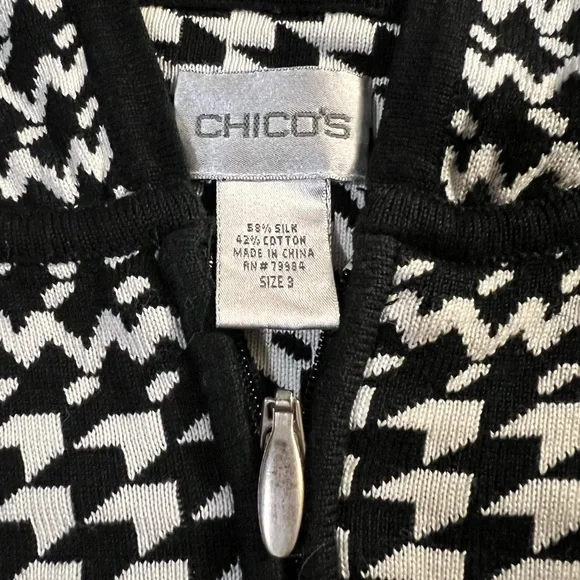 CHICO'S
58% SILK
42% COTTON
MADE IN CHINA
RN# 79984
SIZE 3